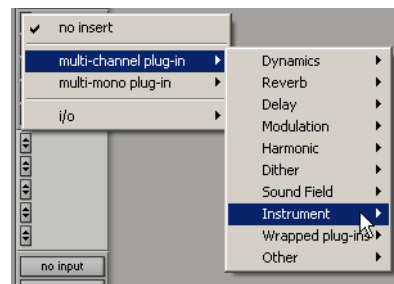 no insert
multi-channel plug-in
multi-mono plug-in
i/o
Dynamics
Reverb
Delay
Modulation
Harmonic
Dither
Sound Field
Instrument
Wrapped plug-ins
Other
no input